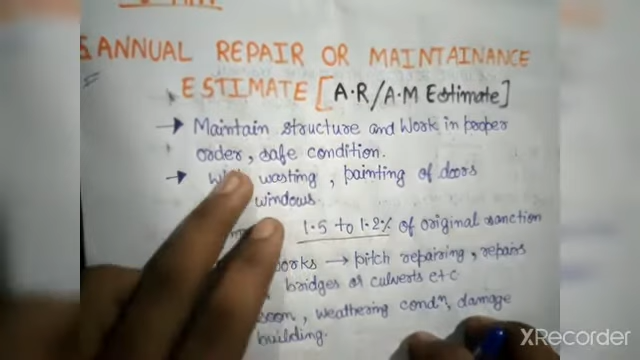 5. ANNUAL REPAIR OR MAINTAINANCE
ESTIMATE [A.R/A.M Estimate]
→ Maintain structure and Work in proper
order, safe condition.
→ wasting, painting of doors
windows.
1.5 to 1.2% of original sanction
works → pitch repairing, repairs
bridges or culverts etc
, weathering condn, damage
building.
XRecorder